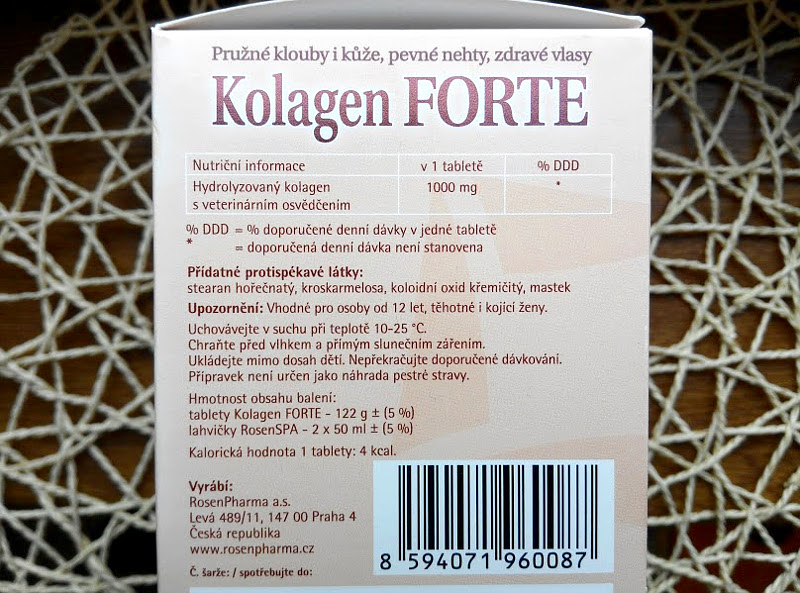 Pružné klouby i kůže, pevné nehty, zdravé vlasy
Kolagen FORTE
Nutriční informace v 1 tabletě % DDD
Hydrolyzovaný kolagen 1000 mg *
s veterinárním osvědčením
% DDD = % doporučené denní dávky v jedné tabletě
* = doporučená denní dávka není stanovena
Přídatné protispékavé látky:
stearan hořečnatý, kroskarmelosa, koloidní oxid křemičitý, mastek
Upozornění: Vhodné pro osoby od 12 let, těhotné i kojící ženy.
Uchovávejte v suchu při teplotě 10-25 °C.
Chraňte před vlhkem a přímým slunečním zářením.
Ukládejte mimo dosah dětí. Nepřekračujte doporučené dávkování.
Přípravek není určen jako náhrada pestré stravy.
Hmotnost obsahu balení:
tablety Kolagen FORTE - 122 g ± (5 %)
lahvičky RosenSPA - 2 x 50 ml ± (5 %)
Kalorická hodnota 1 tablety: 4 kcal.
Vyrábí:
RosenPharma a.s.
Levá 489/11, 147 00 Praha 4
Česká republika
www.rosenpharma.cz
Č. šarže: / spotřebujte do:
8 594071 960087